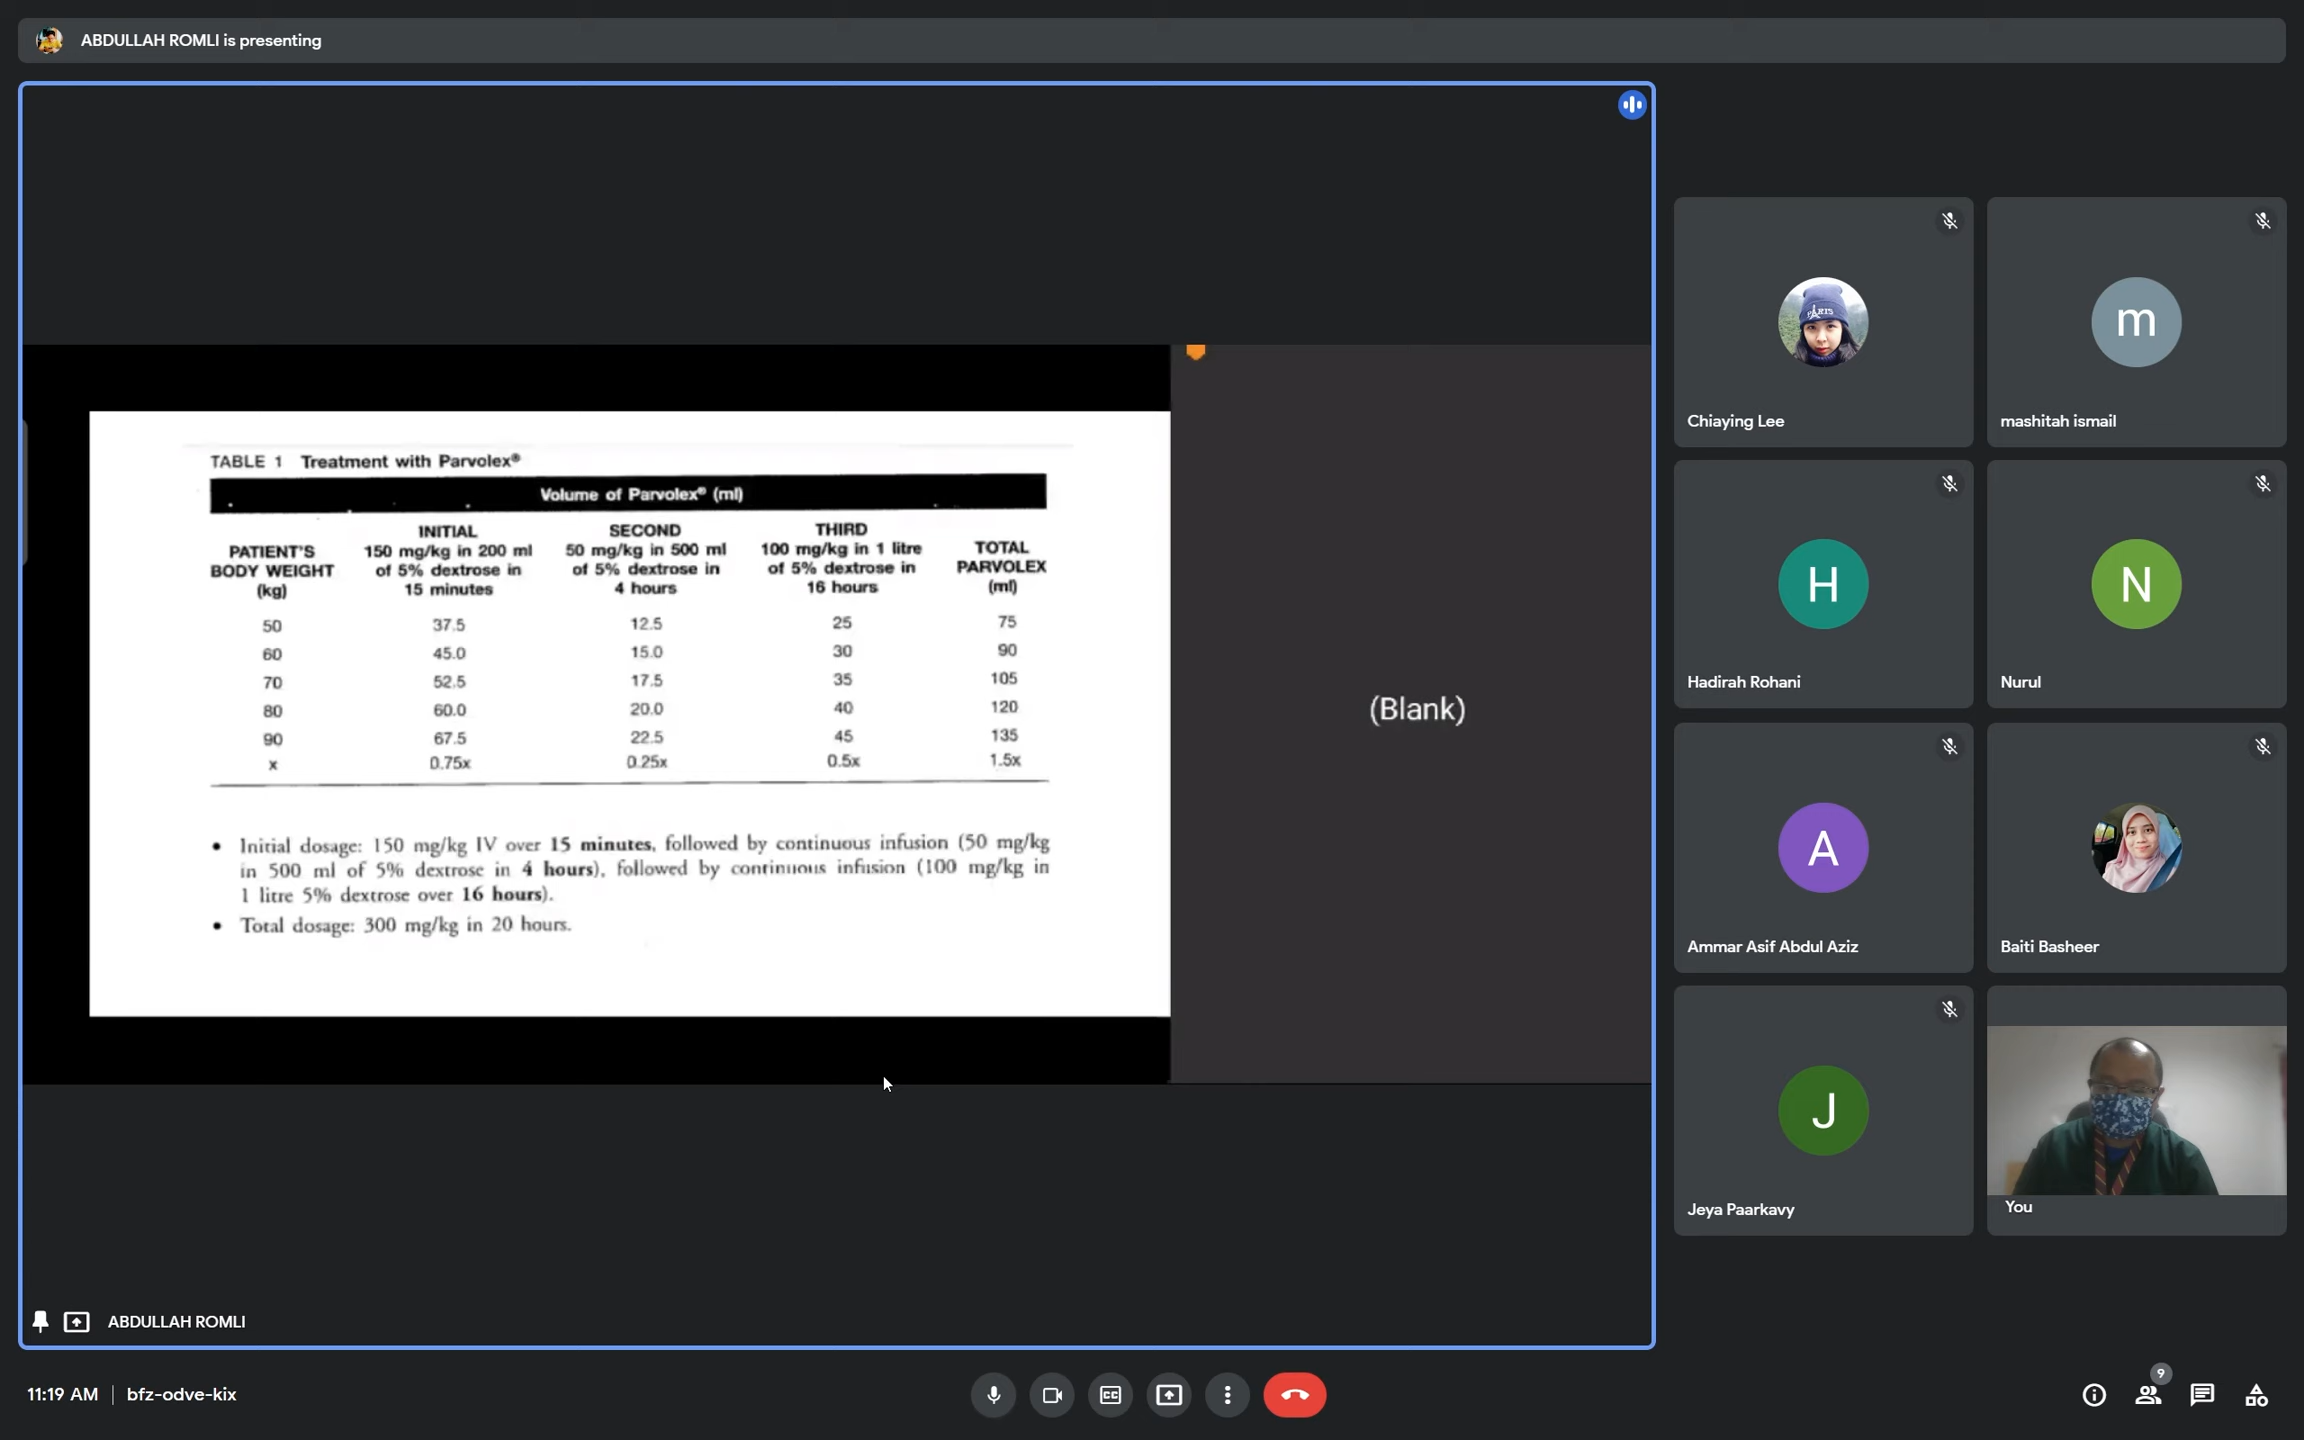 ABDULLAH ROMLI is presenting
TABLE 1 Treatment with Parvolex®
Volume of Parvolex® (ml)
PATIENT'S BODY WEIGHT (kg) INITIAL 150 mg/kg in 200 ml of 5% dextrose in 15 minutes SECOND 50 mg/kg in 500 ml of 5% dextrose in 4 hours THIRD 100 mg/kg in 1 litre of 5% dextrose in 16 hours TOTAL PARVOLEX (ml)
50 37.5 12.5 25 75
60 45.0 15.0 30 90
70 52.5 17.5 35 105
80 60.0 20.0 40 120
90 67.5 22.5 45 135
x 0.75x 0.25x 0.5x 1.5x
• Initial dosage: 150 mg/kg IV over 15 minutes, followed by continuous infusion (50 mg/kg
in 500 ml of 5% dextrose in 4 hours), followed by continuous infusion (100 mg/kg in
1 litre 5% dextrose over 16 hours).
• Total dosage: 300 mg/kg in 20 hours.
(Blank)
ABDULLAH ROMLI
PARIS
Chiaying Lee
m
mashitah ismail
H
Hadirah Rohani
N
Nurul
A
Ammar Asif Abdul Aziz
Baiti Basheer
J
Jeya Paarkavy
You
11:19 AM | bfz-odve-kix
CC
9